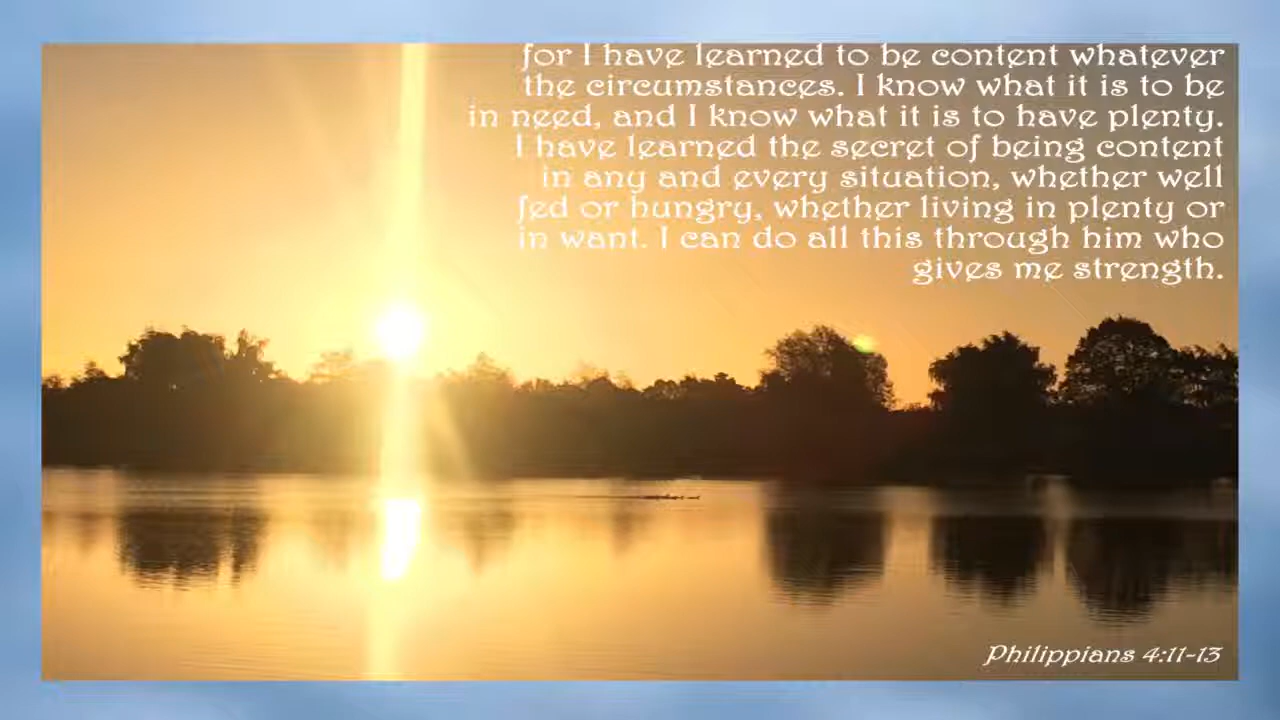 for I have learned to be content whatever
the circumstances. I know what it is to be
in need, and I know what it is to have plenty.
I have learned the secret of being content
in any and every situation, whether well
fed or hungry, whether living in plenty or
in want. I can do all this through him who
gives me strength.
Philippians 4:11-13